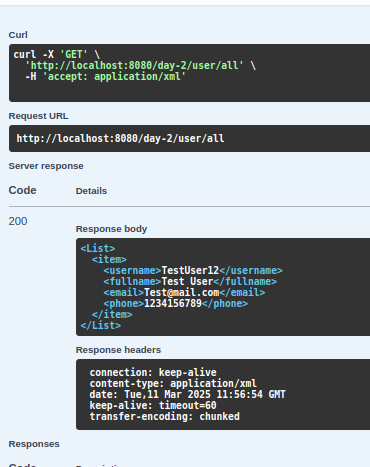 Curl
curl -X 'GET' \
  'http://localhost:8080/day-2/user/all' \
  -H 'accept: application/xml'
Request URL
http://localhost:8080/day-2/user/all
Server response
Code Details
200
Response body
<List>
  <item>
    <username>TestUser12</username>
    <fullname>Test User</fullname>
    <email>Test@mail.com</email>
    <phone>1234156789</phone>
  </item>
</List>
Response headers
connection: keep-alive
content-type: application/xml
date: Tue,11 Mar 2025 11:56:54 GMT
keep-alive: timeout=60
transfer-encoding: chunked
Responses